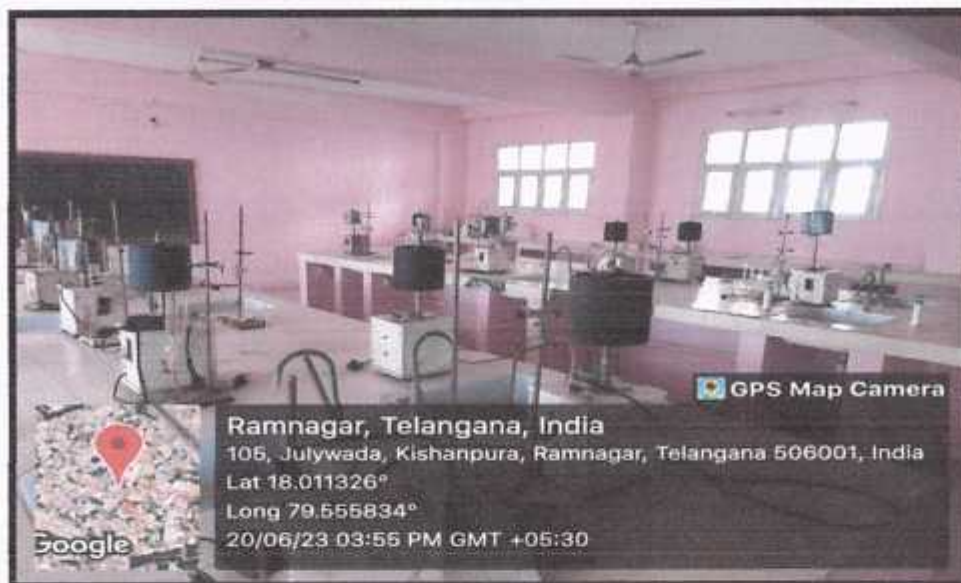 GPS Map Camera
Ramnagar, Telangana, India
105, Julywada, Kishanpura, Ramnagar, Telangana 506001, India
Lat 18.011326°
Long 79.555834°
20/06/23 03:55 PM GMT +05:30
Google